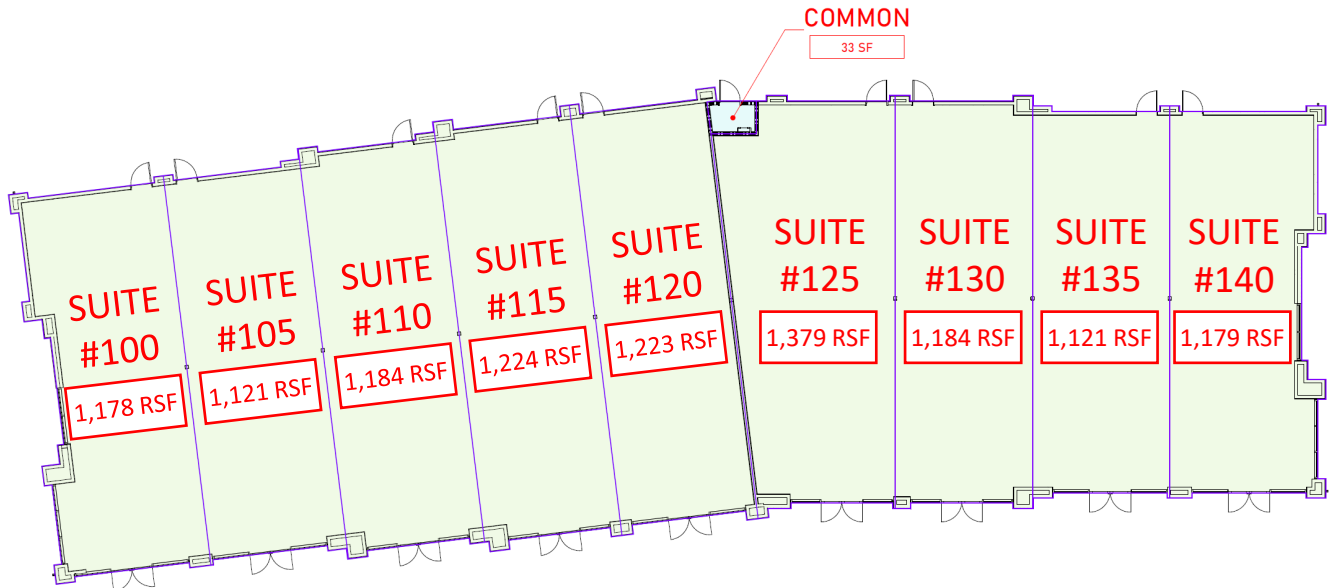 COMMON
33 SF
SUITE
#100
1,178 RSF
SUITE
#105
1,121 RSF
SUITE
#110
1,184 RSF
SUITE
#115
1,224 RSF
SUITE
#120
1,223 RSF
SUITE
#125
1,379 RSF
SUITE
#130
1,184 RSF
SUITE
#135
1,121 RSF
SUITE
#140
1,179 RSF